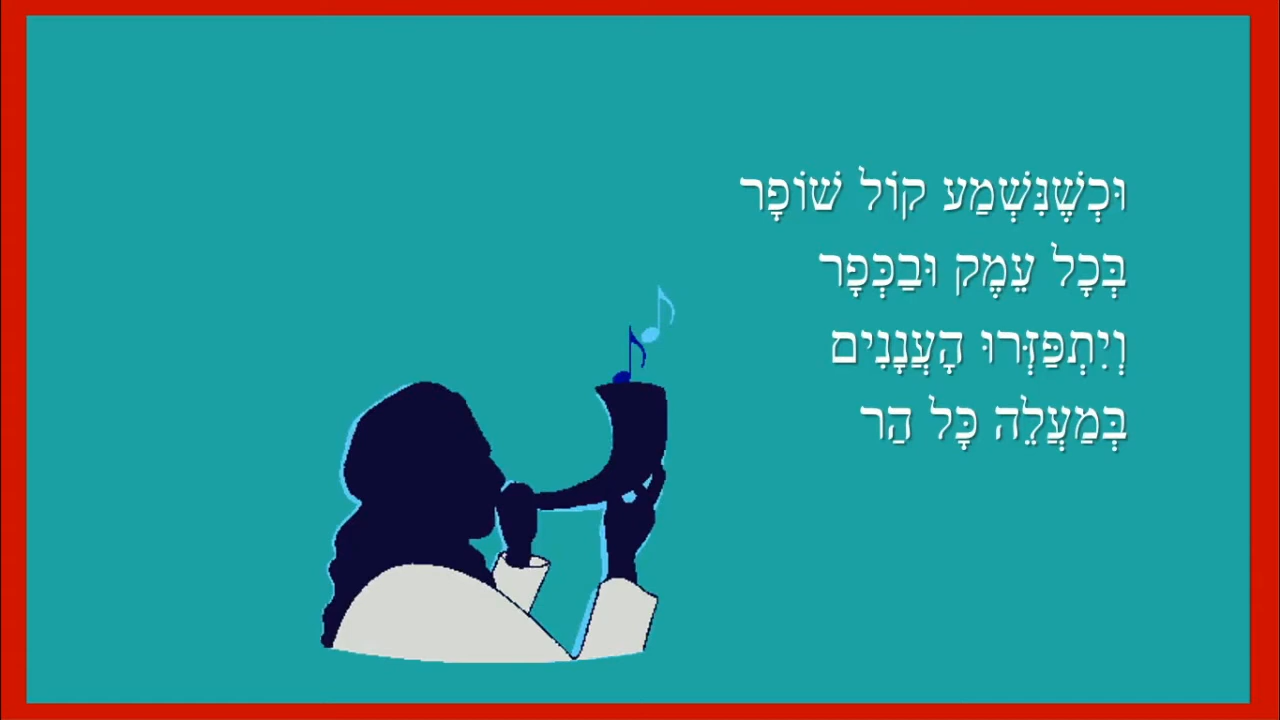 וּכְשֶׁנִּשְׁמַע קוֹל שׁוֹפָר
בְּכָל עֵמֶק וּבַכְּפָר
וְיִתְפַּזְּרוּ הָעֲנָנִים
בְּמַעֲלֵה כָּל הַר